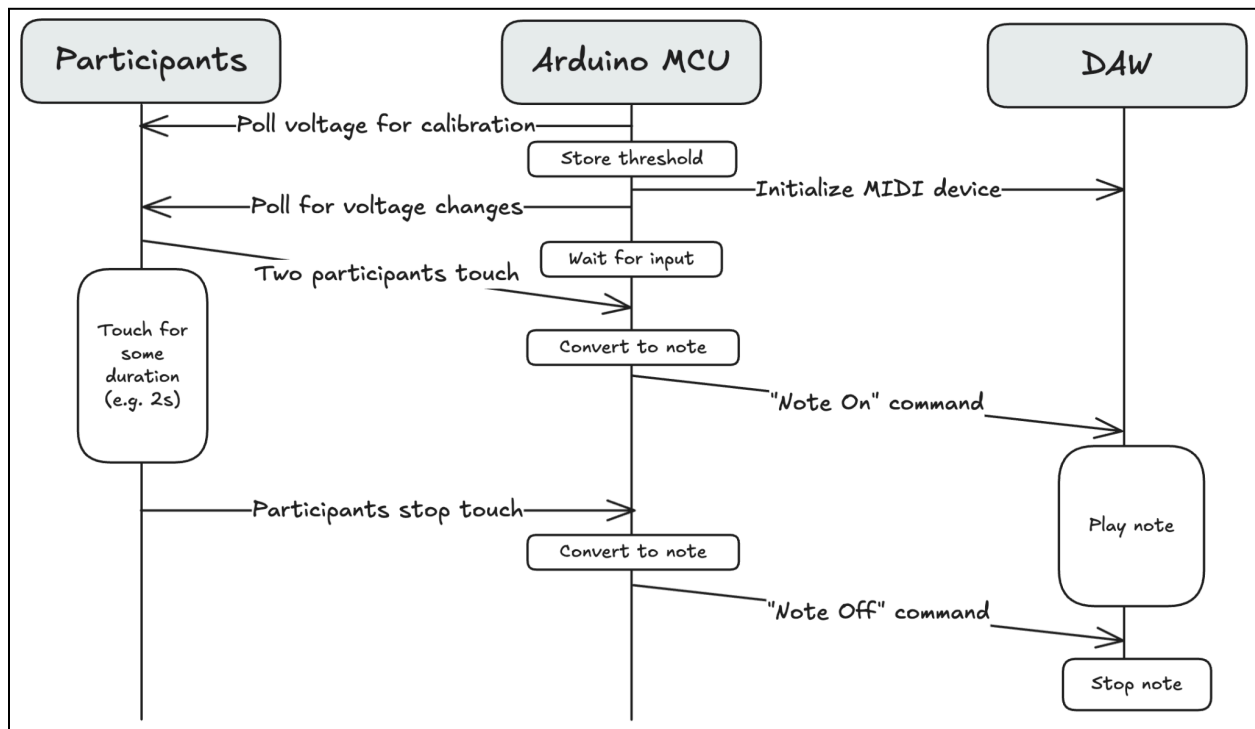 Participants
Arduino MCU
DAW
Poll voltage for calibration
Store threshold
Initialize MIDI device
Poll for voltage changes
Wait for input
Two participants touch
Touch for
some
duration
(e.g. 2s)
Convert to note
"Note On" command
Participants stop touch
Play note
Convert to note
"Note Off" command
Stop note